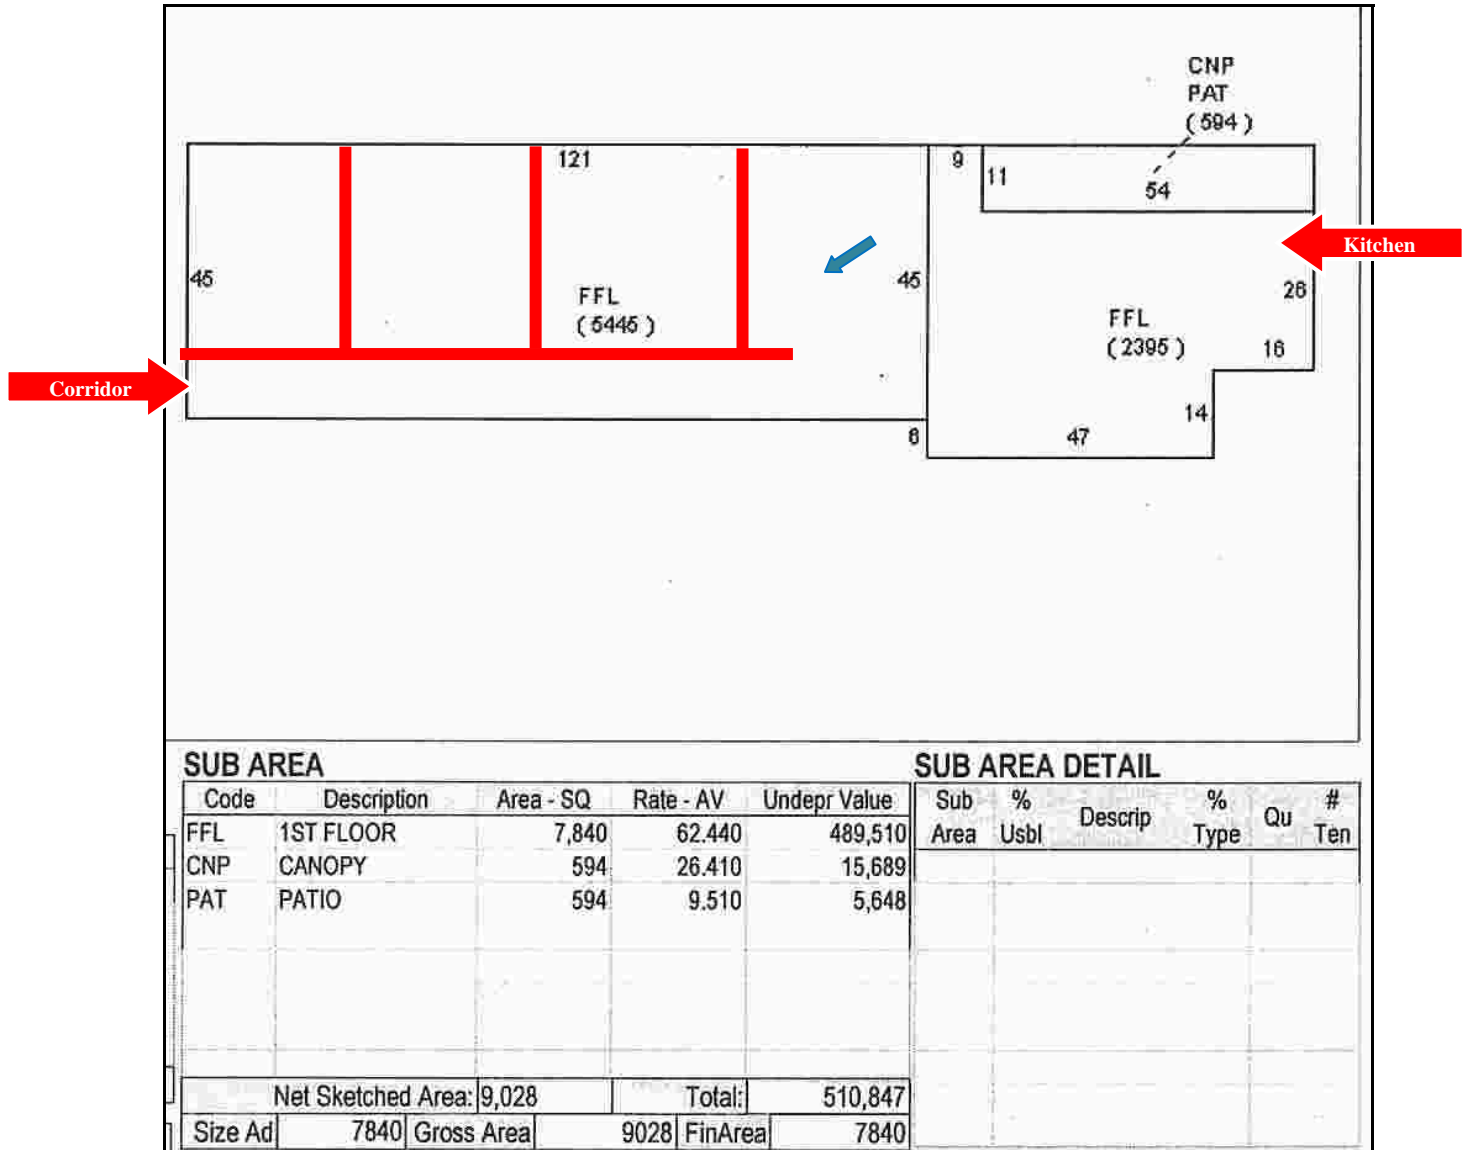 CNP
PAT
( 594 )
121
9
11
54
Kitchen
45
45
26
FFL
( 5445 )
FFL
( 2395 )
16
Corridor
14
6
47
SUB AREA
Code Description Area - SQ Rate - AV Undepr Value
FFL 1ST FLOOR 7,840 62.440 489,510
CNP CANOPY 594 26.410 15,689
PAT PATIO 594 9.510 5,648
Net Sketched Area: 9,028 Total: 510,847
Size Ad 7840 Gross Area 9028 FinArea 7840
SUB AREA DETAIL
Sub Area % Usbl Descrip % Type Qu # Ten